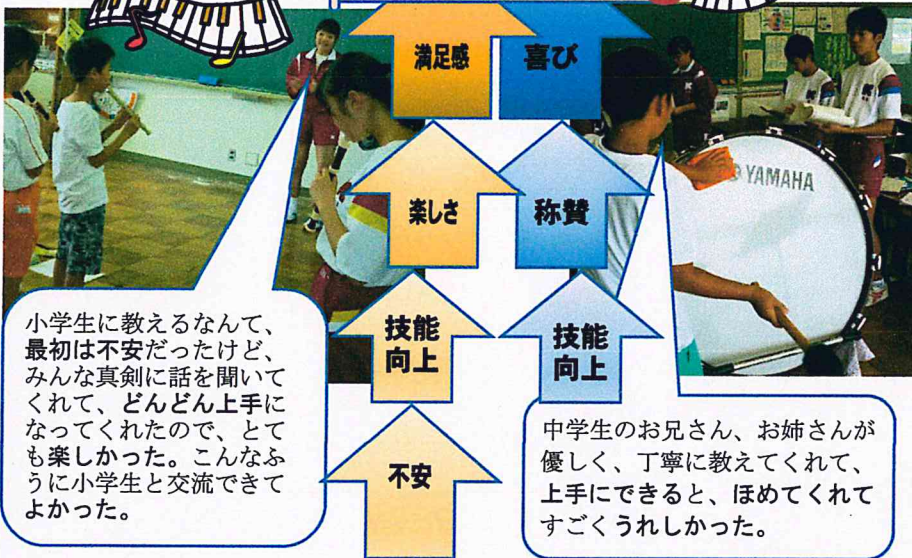 満足感
喜び
YAMAHA
楽しさ
称賛
技能
向上
技能
向上
不安
小学生に教えるなんて、
最初は不安だったけど、
みんな真剣に話を聞いて
くれて、どんどん上手に
なってくれたので、とて
も楽しかった。こんなふ
うに小学生と交流できて
よかった。
中学生のお兄さん、お姉さんが
優しく、丁寧に教えてくれて、
上手にできると、ほめてくれて
すごくうれしかった。